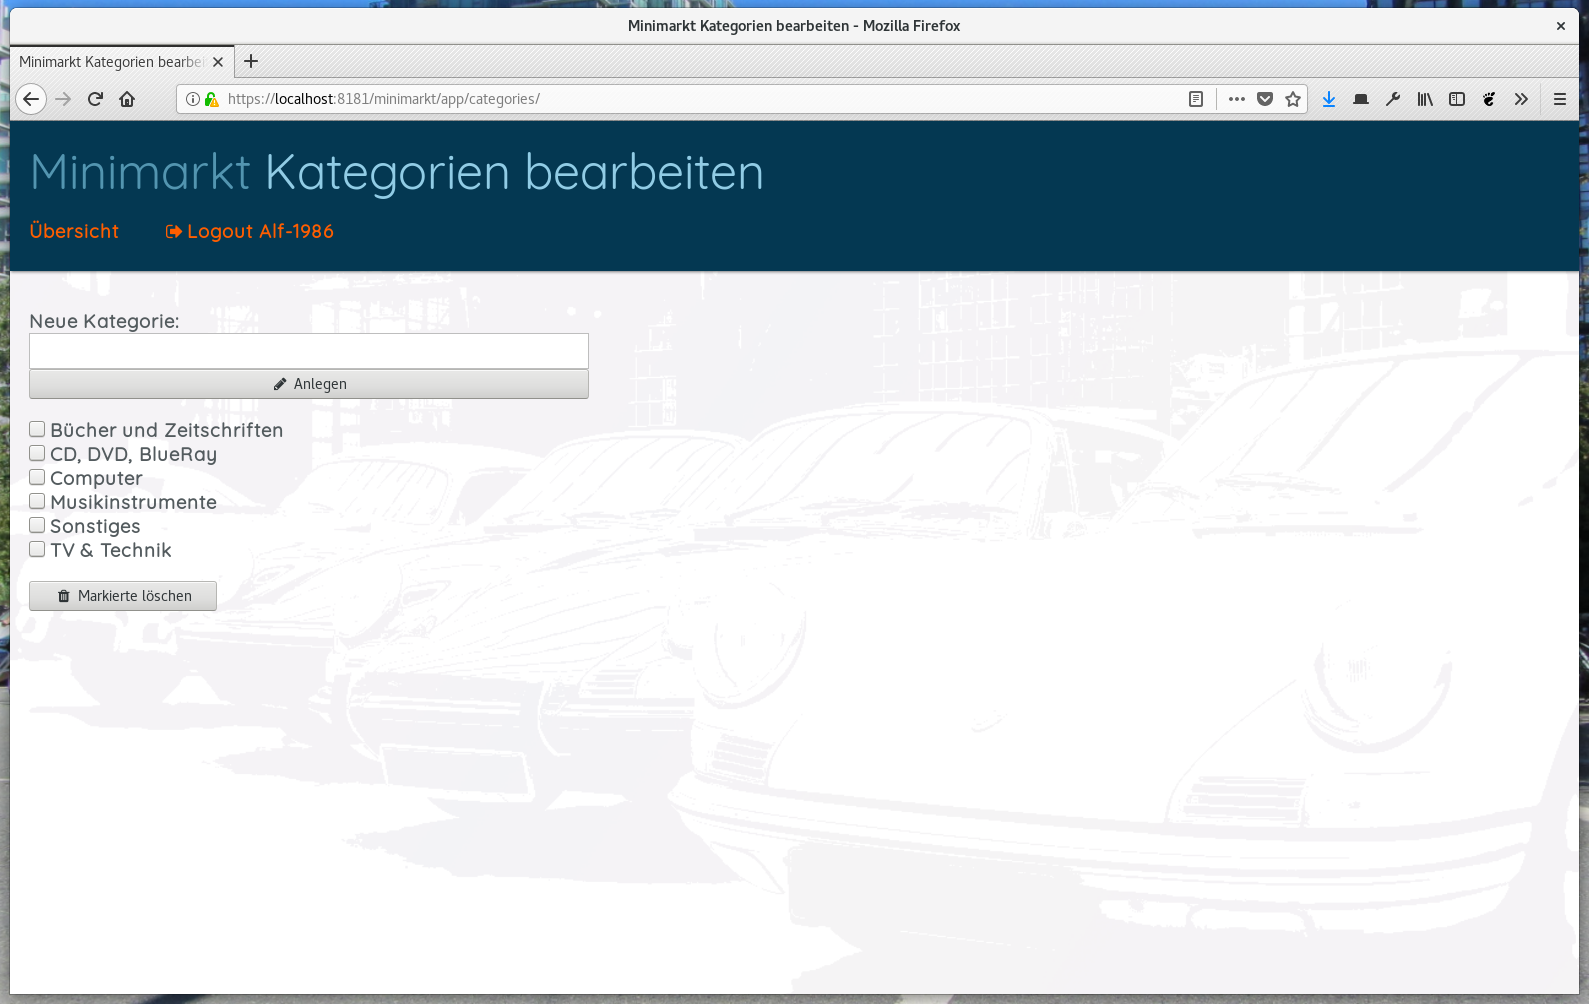 Minimarkt Kategorien bearbeiten - Mozilla Firefox
Minimarkt Kategorien bearbei
https://localhost:8181/minimarkt/app/categories/
Minimarkt Kategorien bearbeiten
Übersicht Logout Alf-1986
Neue Kategorie:
Anlegen
Bücher und Zeitschriften
CD, DVD, BlueRay
Computer
Musikinstrumente
Sonstiges
TV & Technik
Markierte löschen